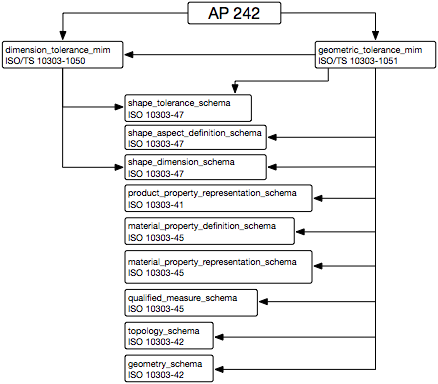 AP 242
dimension_tolerance_mim
ISO/TS 10303-1050
geometric_tolerance_mim
ISO/TS 10303-1051
shape_tolerance_schema
ISO 10303-47
shape_aspect_definition_schema
ISO 10303-47
shape_dimension_schema
ISO 10303-47
product_property_representation_schema
ISO 10303-41
material_property_definition_schema
ISO 10303-45
material_property_representation_schema
ISO 10303-45
qualified_measure_schema
ISO 10303-45
topology_schema
ISO 10303-42
geometry_schema
ISO 10303-42